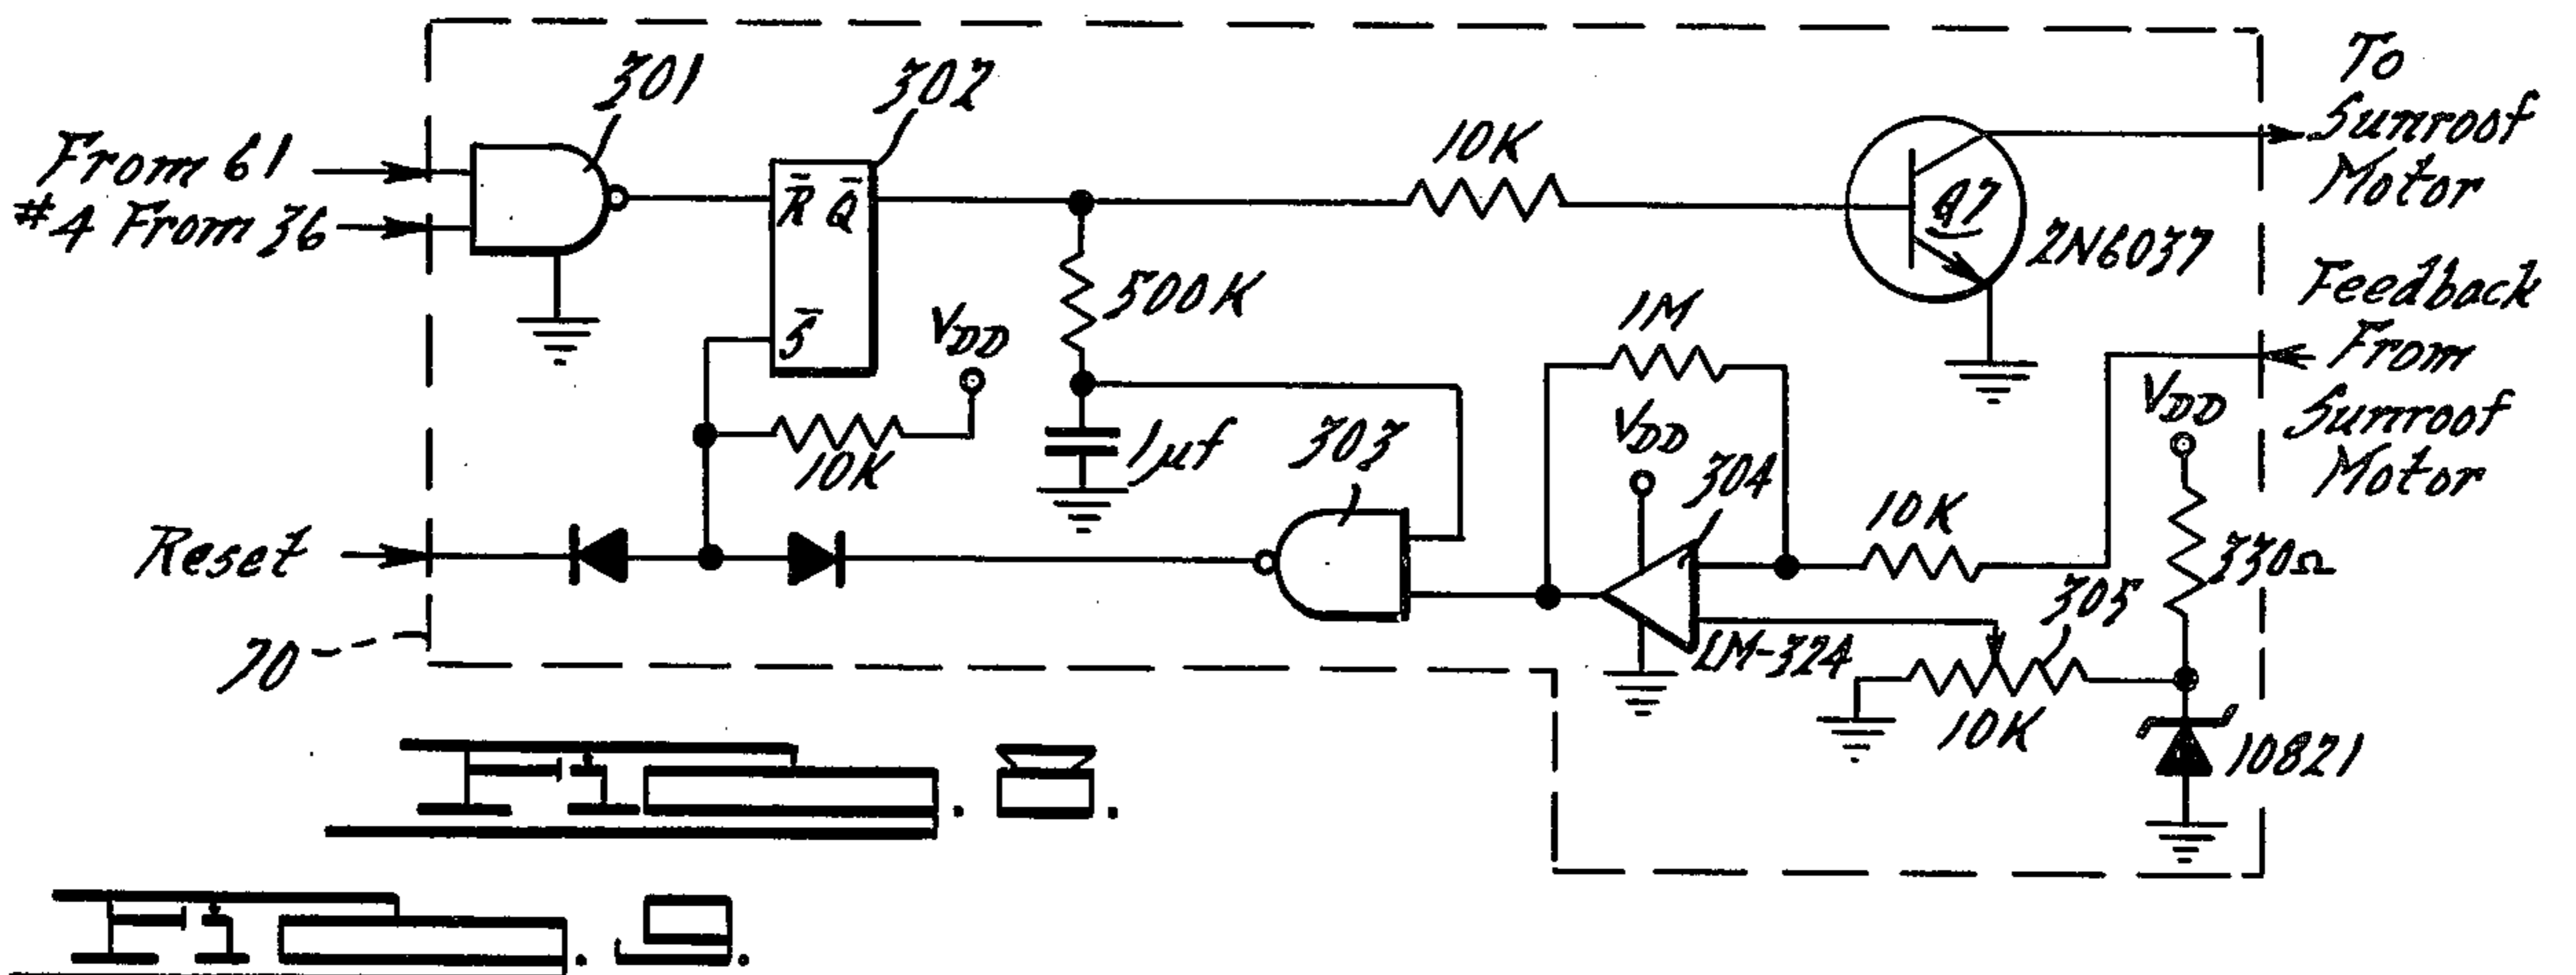 301
302
To
Sunroof
Motor
From 61
#4 From 36
R̄ Q̄
S̄
10K
Q7
2N6037
500K
VDD
10K
1µf
1M
VDD
304
303
Feedback
From
Sunroof
Motor
VDD
330Ω
10K
305
LM-324
10K
10821
Reset
70